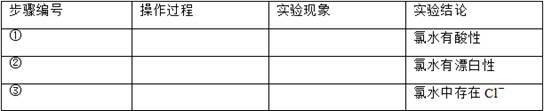 步骤编号 操作过程 实验现象 实验结论
① 氯水有酸性
② 氯水有漂白性
③ 氯水中存在 Cl⁻